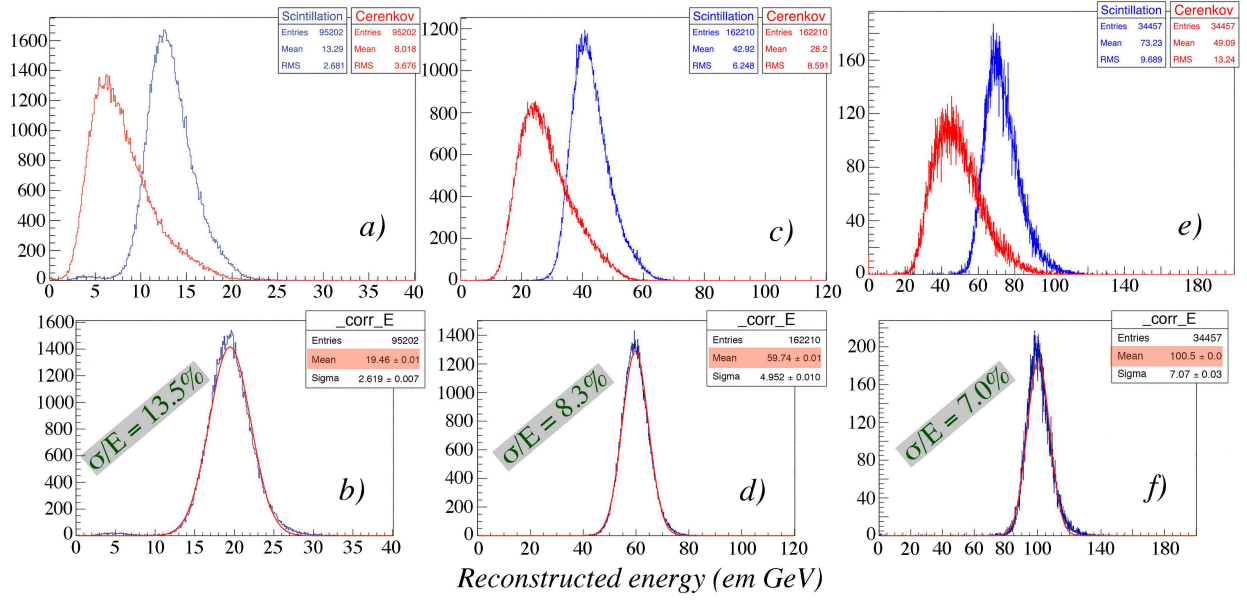 Scintillation
Entries 95202
Mean 13.29
RMS 2.681
Cerenkov
Entries 95202
Mean 8.018
RMS 3.676
1600
1400
1200
1000
800
600
400
200
0
0 5 10 15 20 25 30 35 40
a)
Scintillation
Entries 162210
Mean 42.92
RMS 6.248
Cerenkov
Entries 162210
Mean 28.2
RMS 8.591
1200
1000
800
600
400
200
0
0 20 40 60 80 100 120
c)
Scintillation
Entries 34457
Mean 73.23
RMS 9.689
Cerenkov
Entries 34457
Mean 49.09
RMS 13.24
160
120
80
40
0
0 20 40 60 80 100 140 180
e)
_corr_E
Entries 95202
Mean 19.46 ± 0.01
Sigma 2.619 ± 0.007
1600
1400
1200
1000
800
600
400
200
0
0 5 10 15 20 25 30 35 40
σ/E = 13.5%
b)
_corr_E
Entries 162210
Mean 59.74 ± 0.01
Sigma 4.952 ± 0.010
1400
1200
1400
1200
600
400
200
0
0 20 40 60 80 100 120
σ/E = 8.3%
d)
_corr_E
Entries 34457
Mean 100.5 ± 0.0
Sigma 7.07 ± 0.03
200
160
120
80
40
0
0 20 40 60 80 100 140 180
σ/E = 7.0%
f)
Reconstructed energy (em GeV)